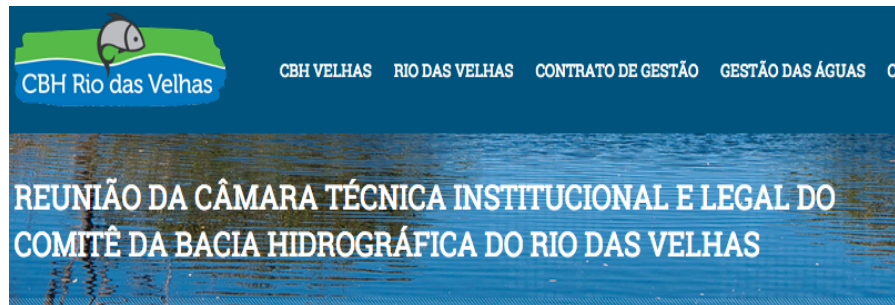 CBH Rio das Velhas
CBH VELHAS RIO DAS VELHAS CONTRATO DE GESTÃO GESTÃO DAS ÁGUAS
REUNIÃO DA CÂMARA TÉCNICA INSTITUCIONAL E LEGAL DO
COMITÊ DA BACIA HIDROGRÁFICA DO RIO DAS VELHAS